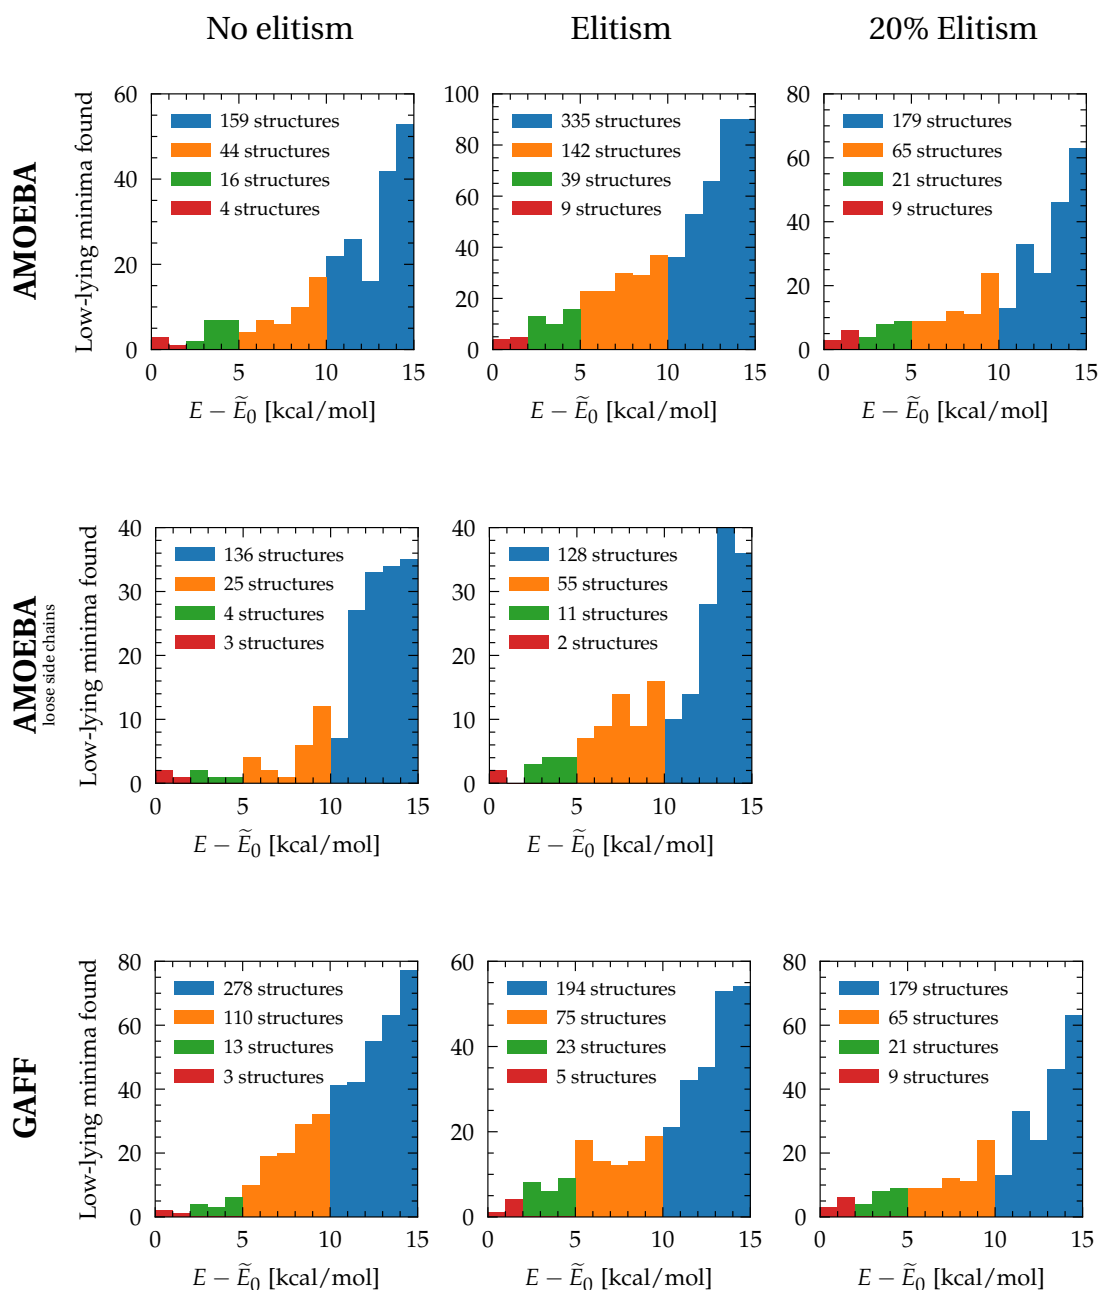 No elitism
Elitism
20% Elitism
AMOEBA
Low-lying minima found
60
40
20
0
159 structures
44 structures
16 structures
4 structures
0 5 10 15
E − Ẽ₀ [kcal/mol]
100
80
60
40
20
0
335 structures
142 structures
39 structures
9 structures
0 5 10 15
E − Ẽ₀ [kcal/mol]
80
60
40
20
0
179 structures
65 structures
21 structures
9 structures
0 5 10 15
E − Ẽ₀ [kcal/mol]
AMOEBA
loose side chains
Low-lying minima found
40
30
20
10
0
136 structures
25 structures
4 structures
3 structures
0 5 10 15
E − Ẽ₀ [kcal/mol]
40
30
20
10
0
128 structures
55 structures
11 structures
2 structures
0 5 10 15
E − Ẽ₀ [kcal/mol]
GAFF
Low-lying minima found
80
60
40
20
0
278 structures
110 structures
13 structures
3 structures
0 5 10 15
E − Ẽ₀ [kcal/mol]
60
40
20
0
194 structures
75 structures
23 structures
5 structures
0 5 10 15
E − Ẽ₀ [kcal/mol]
80
60
40
20
0
179 structures
65 structures
21 structures
9 structures
0 5 10 15
E − Ẽ₀ [kcal/mol]